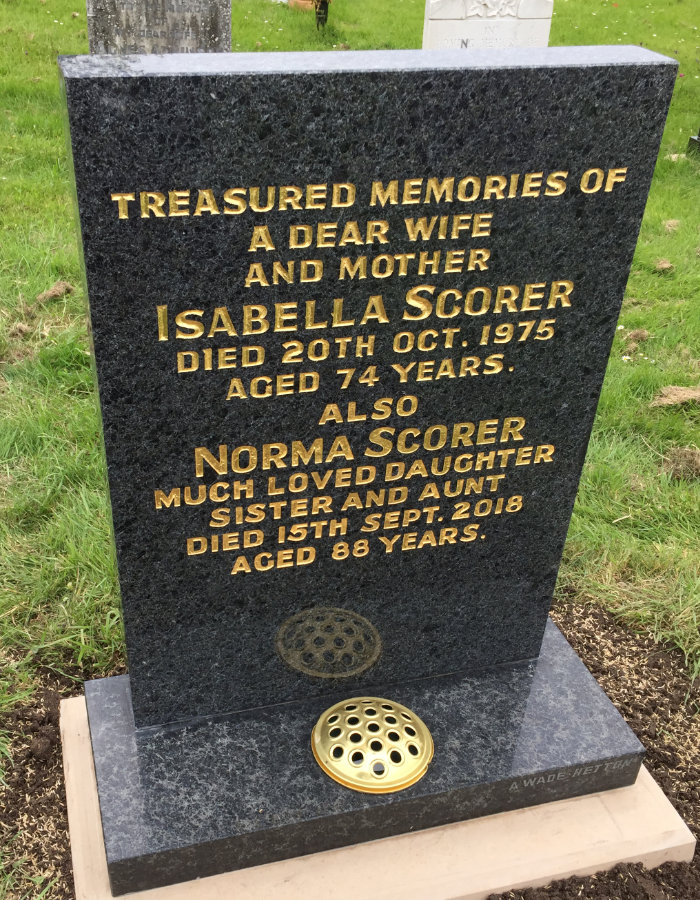 TREASURED MEMORIES OF
A DEAR WIFE
AND MOTHER
ISABELLA SCORER
DIED 20TH OCT. 1975
AGED 74 YEARS.
ALSO
NORMA SCORER
MUCH LOVED DAUGHTER
SISTER AND AUNT
DIED 15TH SEPT. 2018
AGED 88 YEARS.
A WADE-HETTON